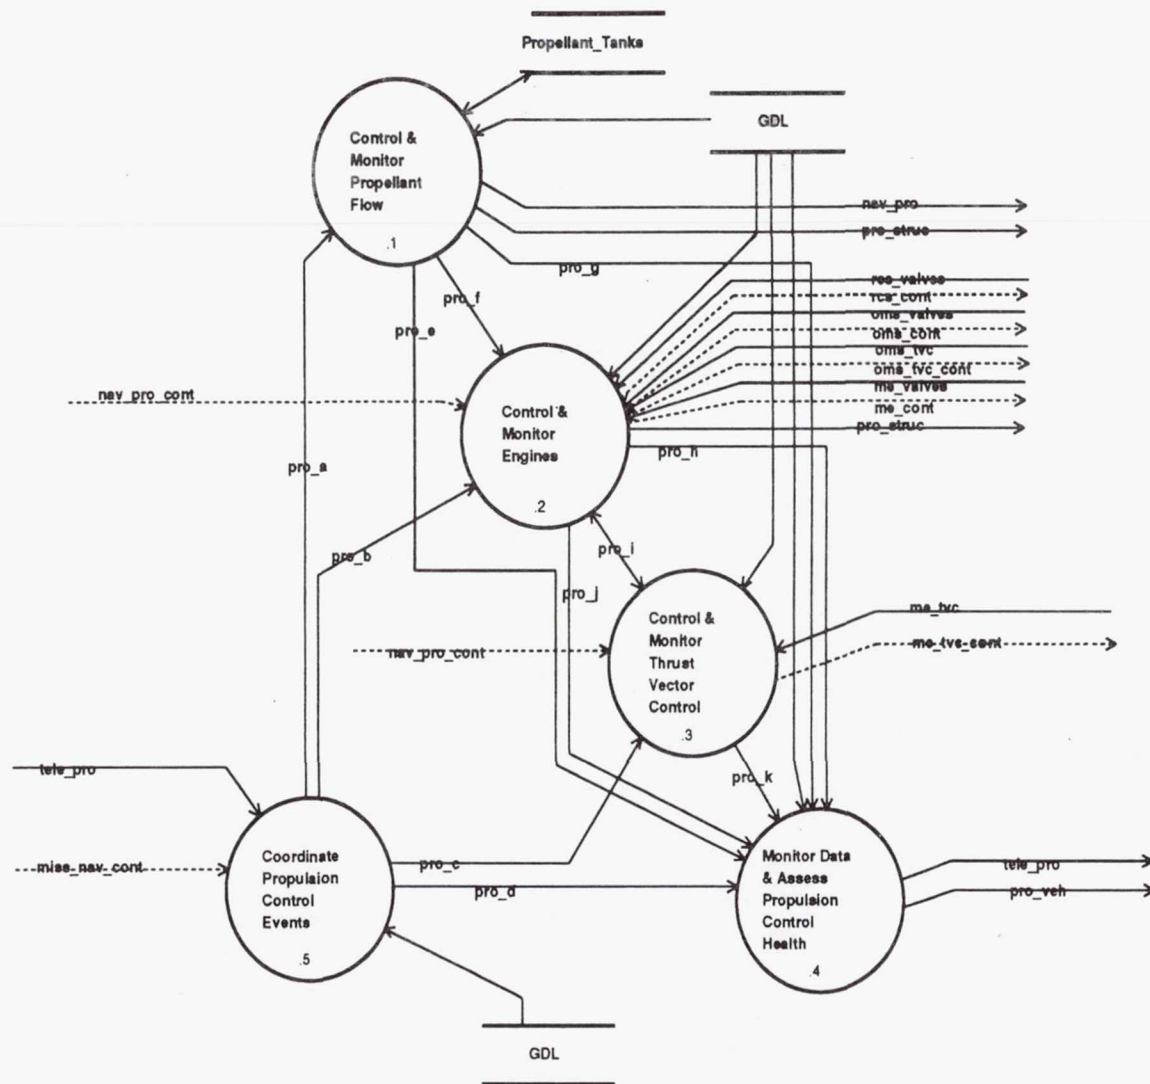 Propellant_Tanks
GDL
Control &
Monitor
Propellant
Flow
.1
nav_pro
pro_struc
pro_g
pro_f
pro_e
rcs_valves
rcs_cont
oms_valves
oms_cont
oms_tvc
oms_tvc_cont
me_valves
me_cont
pro_struc
nav_pro_cont
Control &
Monitor
Engines
.2
pro_h
pro_a
pro_b
pro_i
pro_j
Control &
Monitor
Thrust
Vector
Control
.3
me_tvc
me_tvc_cont
nav_pro_cont
tele_pro
pro_k
miss_nav_cont
Coordinate
Propulsion
Control
Events
.5
pro_c
pro_d
Monitor Data
& Assess
Propulsion
Control
Health
.4
tele_pro
pro_veh
GDL